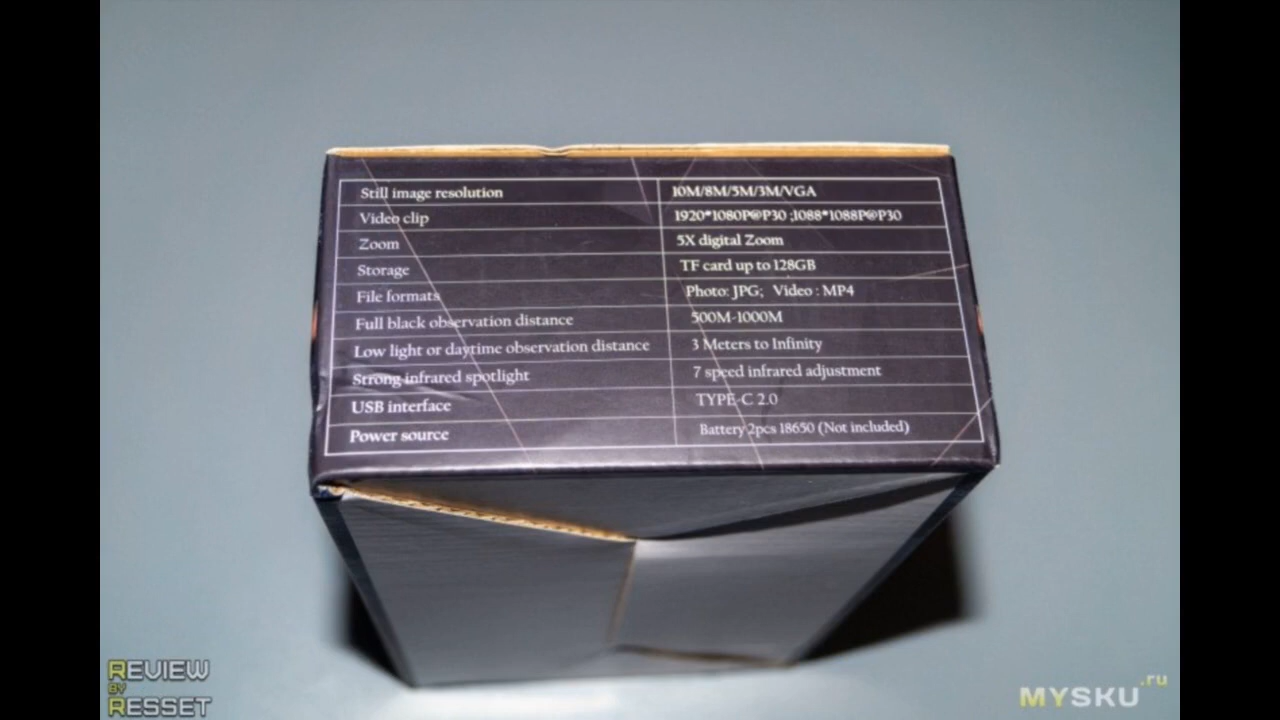 Still image resolution 10M/8M/5M/3M/VGA
Video clip 1920*1080P@P30 ;1088*1088P@P30
Zoom 5X digital Zoom
Storage TF card up to 128GB
File formats Photo: JPG; Video : MP4
Full black observation distance 500M-1000M
Low light or daytime observation distance 3 Meters to Infinity
Strong infrared spotlight 7 speed infrared adjustment
USB interface TYPE-C 2.0
Power source Battery 2pcs 18650 (Not included)
REVIEW
BY
RESSET
MYSKU.ru